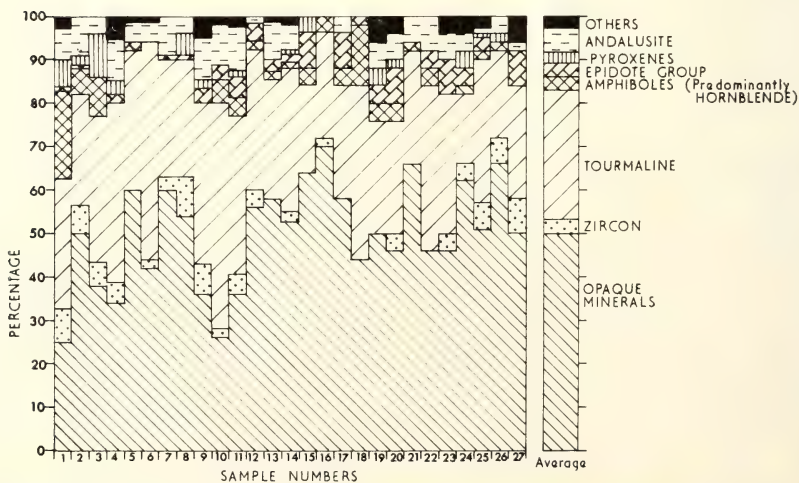 PERCENTAGE
100
90
80
70
60
50
40
30
20
10
0
1 2 3 4 5 6 7 8 9 10 11 12 13 14 15 16 17 18 19 20 21 22 23 24 25 26 27
SAMPLE NUMBERS
Average
OTHERS
ANDALUSITE
PYROXENES
EPIDOTE GROUP
AMPHIBOLES (Predominantly
HORNBLENDE)
TOURMALINE
ZIRCON
OPAQUE
MINERALS